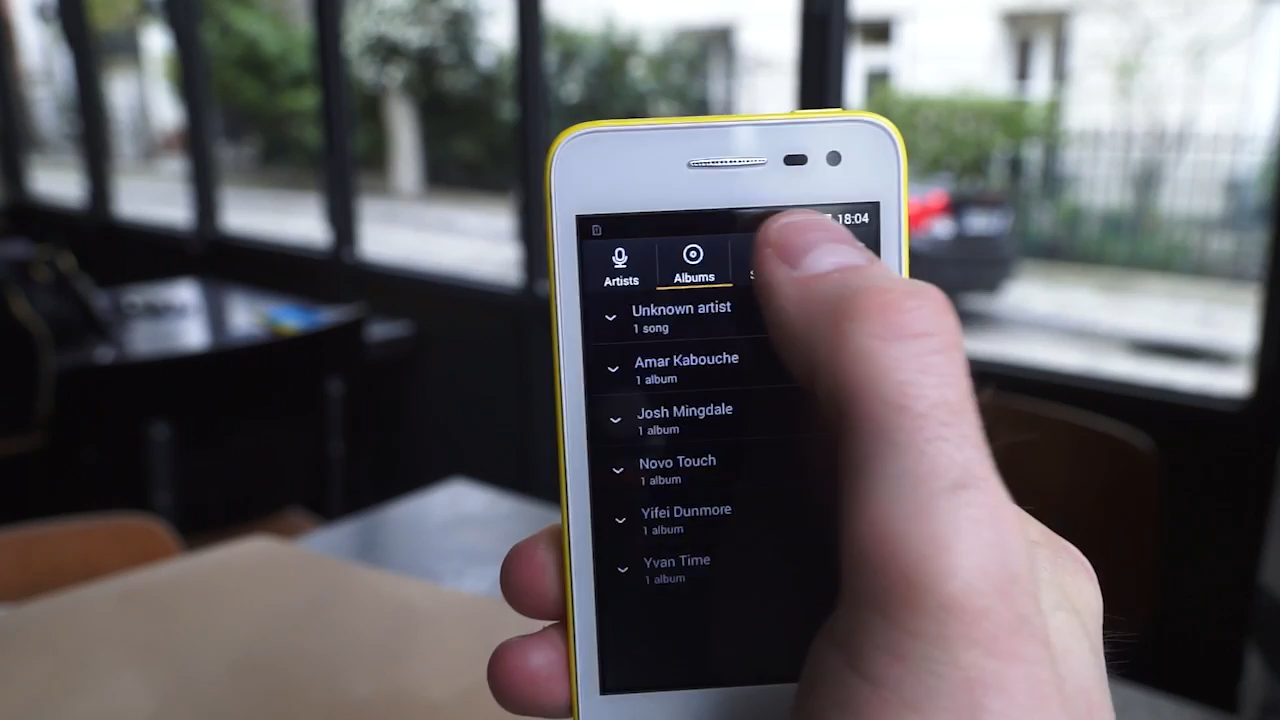 18:04
Artists
Albums
Unknown artist
1 song
Amar Kabouche
1 album
Josh Mingdale
1 album
Novo Touch
1 album
Yifei Dunmore
1 album
Yvan Time
1 album